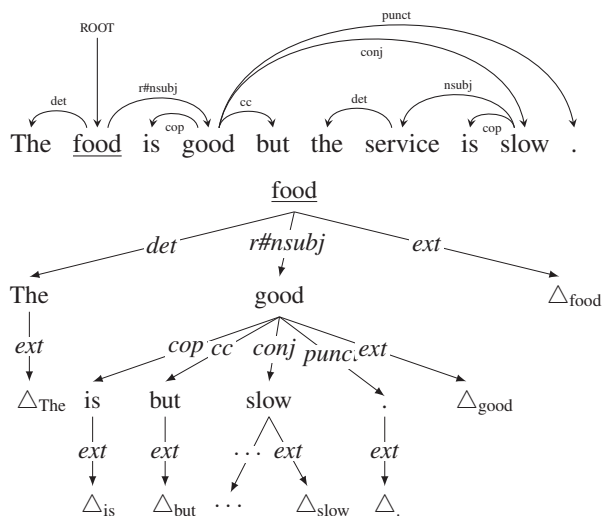 punct
ROOT
conj
det r#nsubj cc det nsubj
cop cop
The food is good but the service is slow .
food
det r#nsubj ext
The good △food
ext cop cc conj punct ext
△The is but slow . △good
ext ext ... ext ext
△is △but ... △slow △.